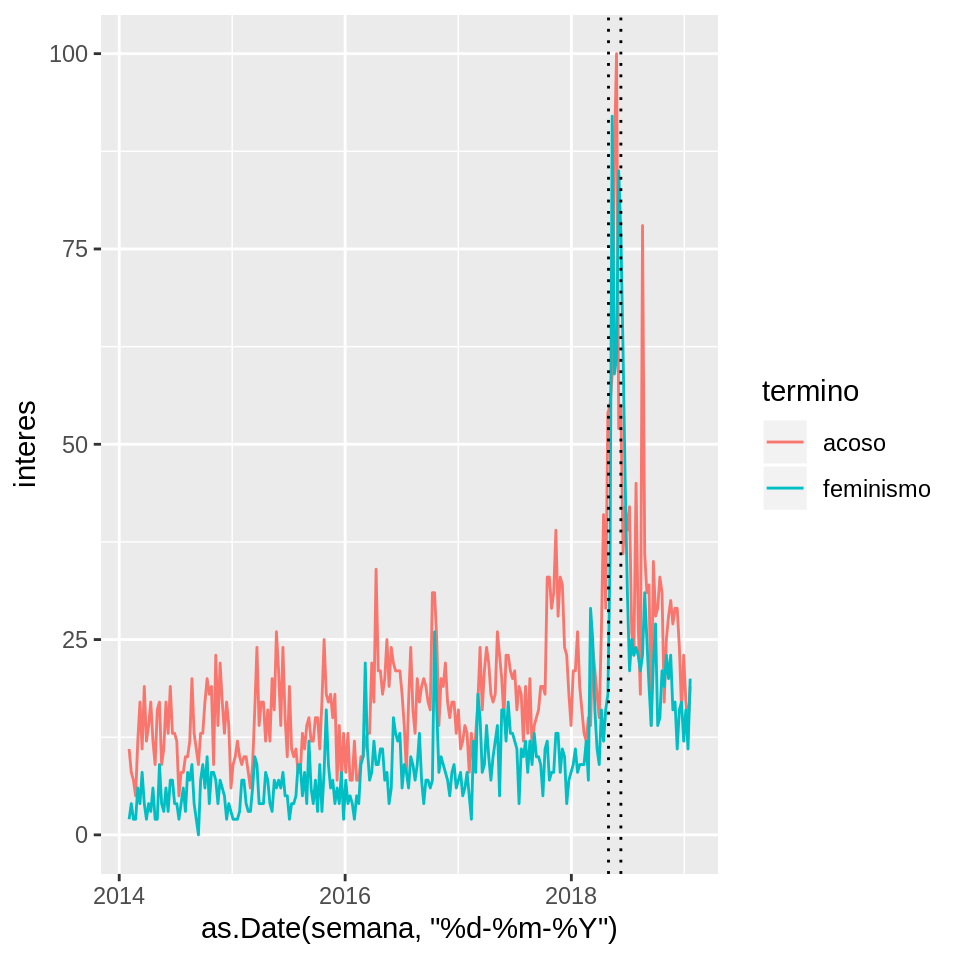 100
75
50
25
0
interes
2014
2016
2018
as.Date(semana, "%d-%m-%Y")
termino
acoso
feminismo